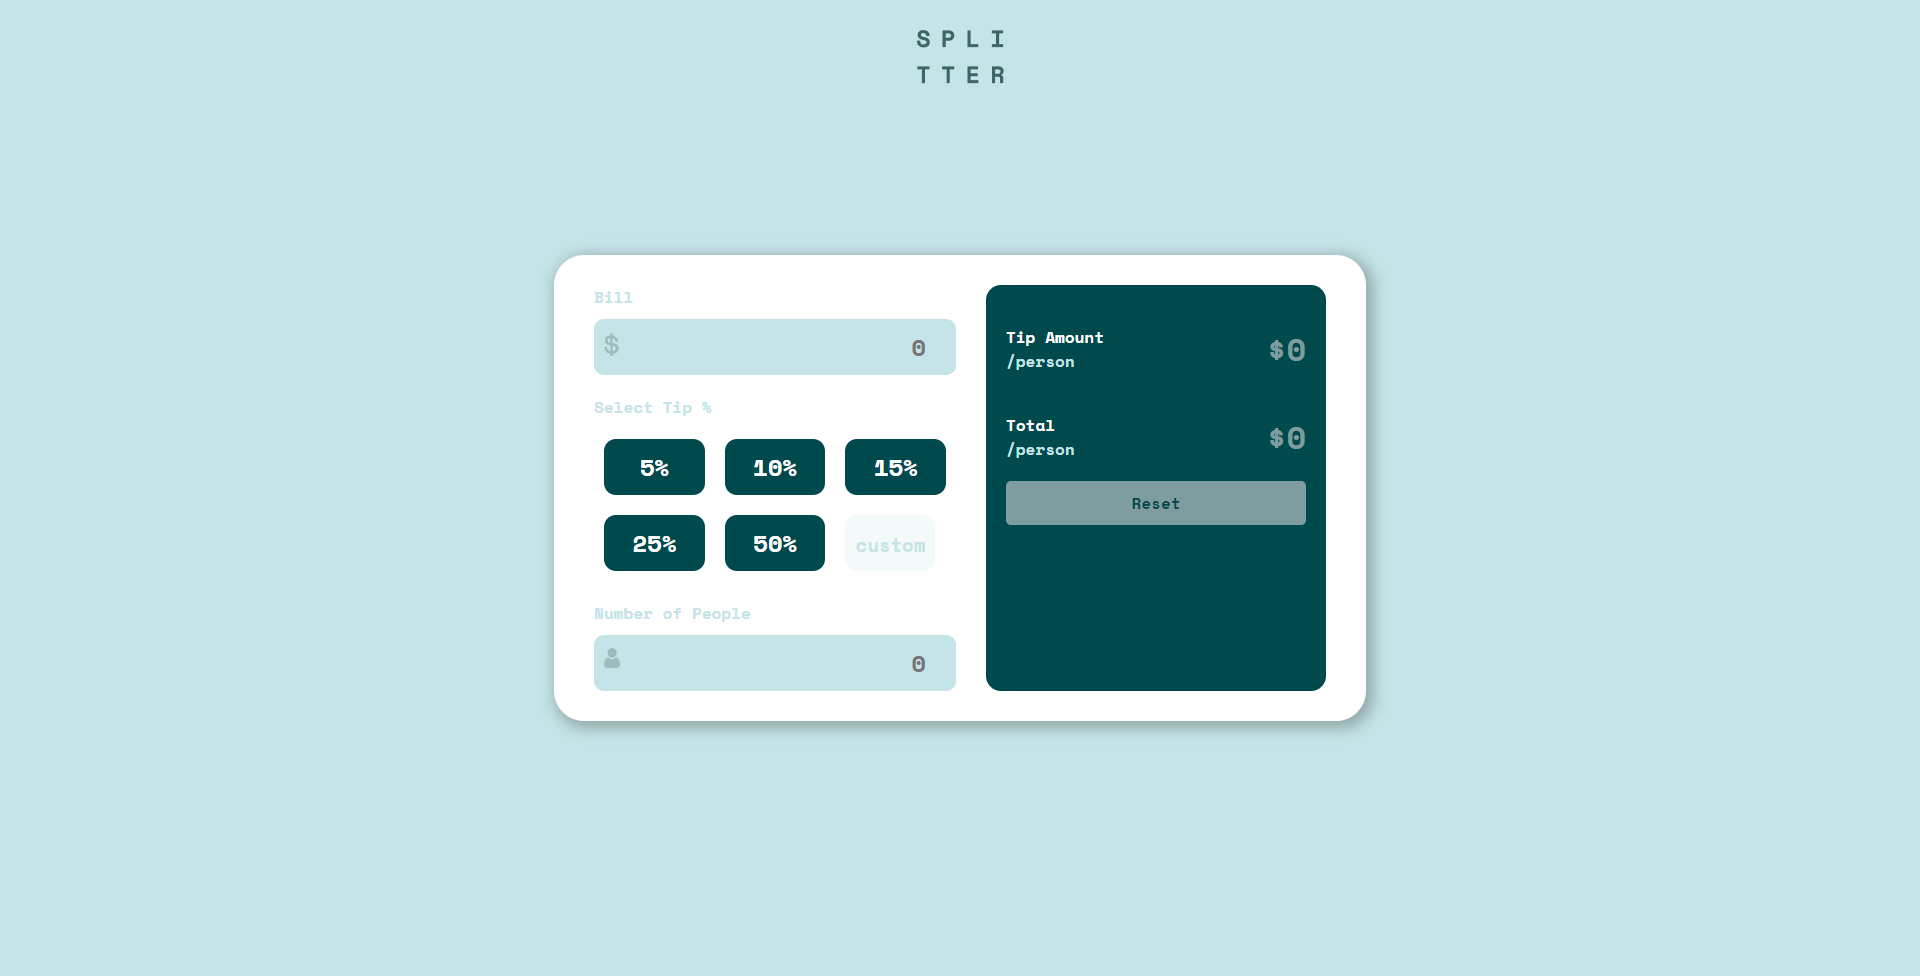 S P L I
T T E R
Bill
$ 0
Select Tip %
5% 10% 15%
25% 50% custom
Number of People
0
Tip Amount
/person
$0
Total
/person
$0
Reset